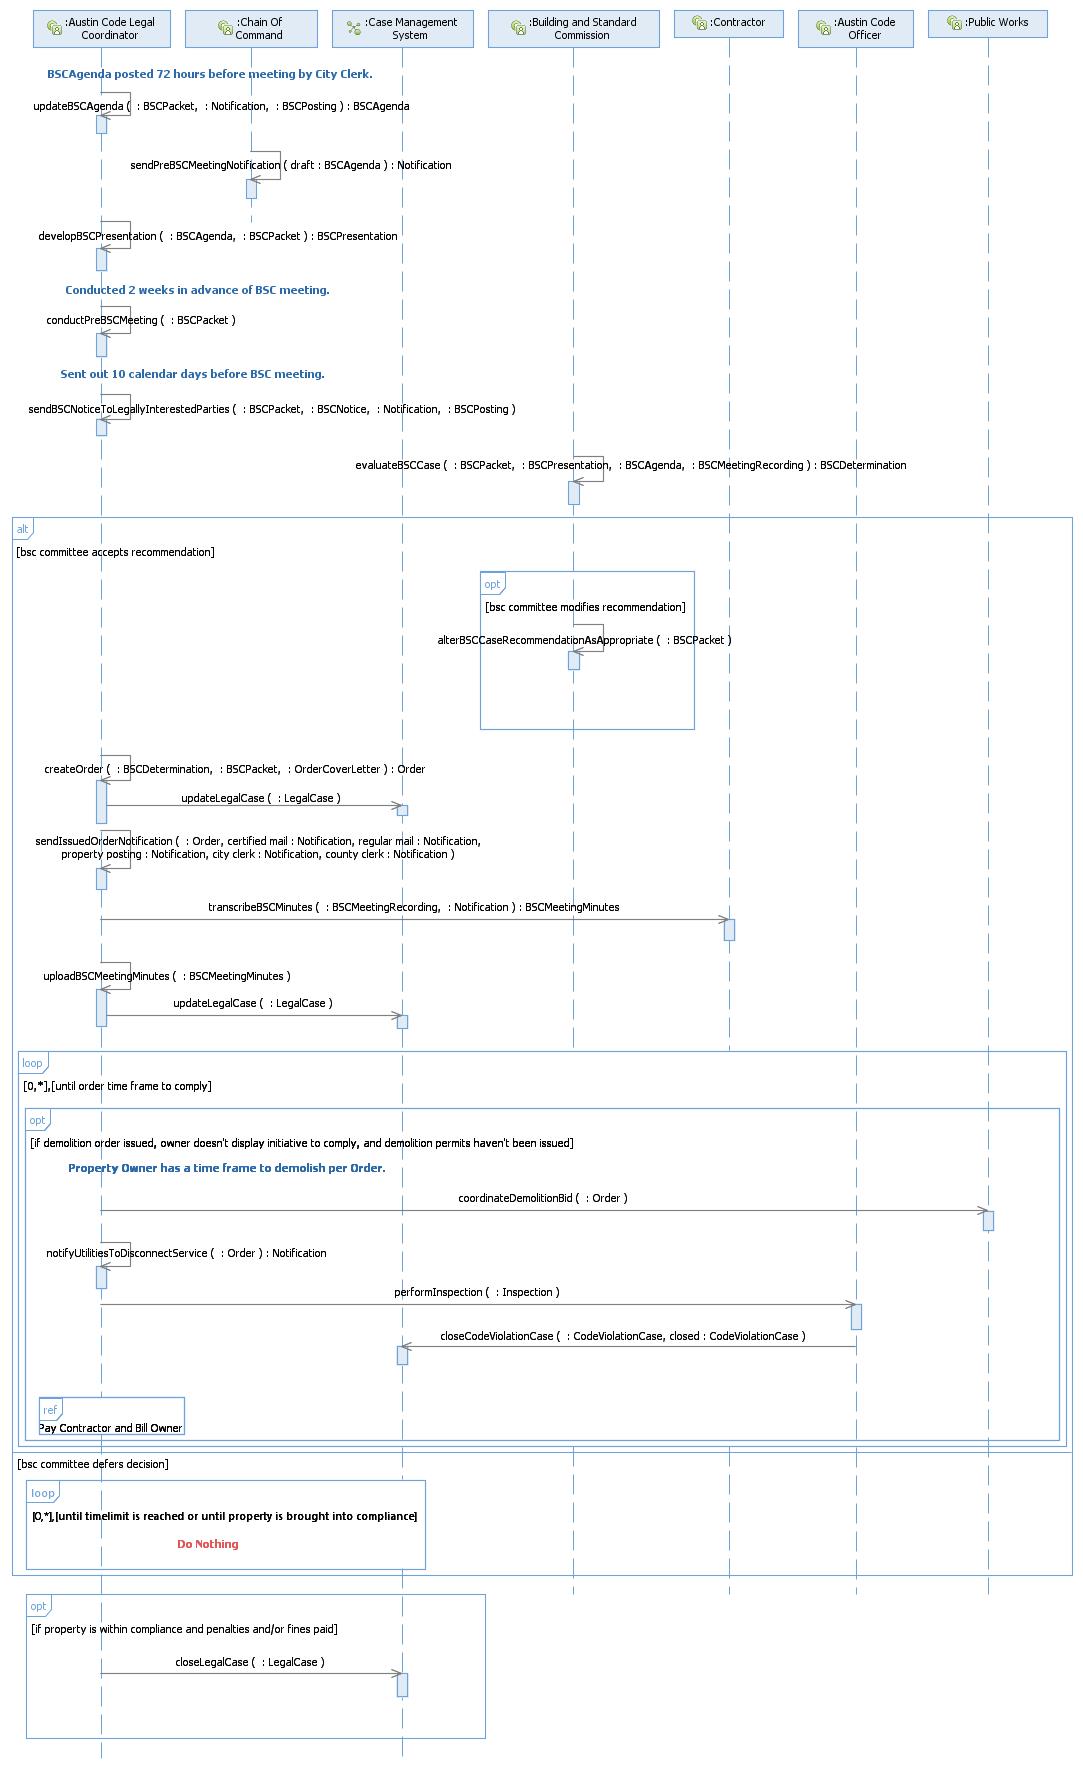 :Austin Code Legal
Coordinator
:Chain Of
Command
:Case Management
System
:Building and Standard
Commission
:Contractor
:Austin Code
Officer
:Public Works
BSCAgenda posted 72 hours before meeting by City Clerk.
updateBSCAgenda (  : BSCPacket,  : Notification,  : BSCPosting ) : BSCAgenda
sendPreBSCMeetingNotification ( draft : BSCAgenda ) : Notification
developBSCPresentation (  : BSCAgenda,  : BSCPacket ) : BSCPresentation
Conducted 2 weeks in advance of BSC meeting.
conductPreBSCMeeting (  : BSCPacket )
Sent out 10 calendar days before BSC meeting.
sendBSCNoticeToLegallyInterestedParties (  : BSCPacket,  : BSCNotice,  : Notification,  : BSCPosting )
evaluateBSCCase (  : BSCPacket,  : BSCPresentation,  : BSCAgenda,  : BSCMeetingRecording ) : BSCDetermination
alt
[bsc committee accepts recommendation]
opt
[bsc committee modifies recommendation]
alterBSCCaseRecommendationAsAppropriate (  : BSCPacket )
createOrder (  : BSCDetermination,  : BSCPacket,  : OrderCoverLetter ) : Order
updateLegalCase (  : LegalCase )
sendIssuedOrderNotification (  : Order, certified mail : Notification, regular mail : Notification,
property posting : Notification, city clerk : Notification, county clerk : Notification )
transcribeBSCMinutes (  : BSCMeetingRecording,  : Notification ) : BSCMeetingMinutes
uploadBSCMeetingMinutes (  : BSCMeetingMinutes )
updateLegalCase (  : LegalCase )
loop
[0,*],[until order time frame to comply]
opt
[if demolition order issued, owner doesn't display initiative to comply, and demolition permits haven't been issued]
Property Owner has a time frame to demolish per Order.
coordinateDemolitionBid (  : Order )
notifyUtilitiesToDisconnectService (  : Order ) : Notification
performInspection (  : Inspection )
closeCodeViolationCase (  : CodeViolationCase, closed : CodeViolationCase )
ref
Pay Contractor and Bill Owner
[bsc committee defers decision]
loop
[0,*],[until timelimit is reached or until property is brought into compliance]
Do Nothing
opt
[if property is within compliance and penalties and/or fines paid]
closeLegalCase (  : LegalCase )